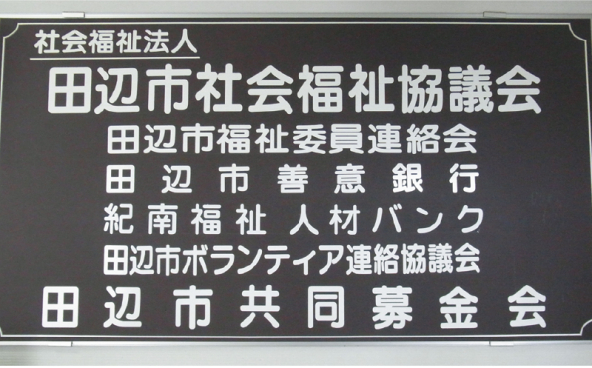 社会福祉法人
田辺市社会福祉協議会
田辺市福祉委員連絡会
田辺市善意銀行
紀南福祉人材バンク
田辺市ボランティア連絡協議会
田辺市共同募金会